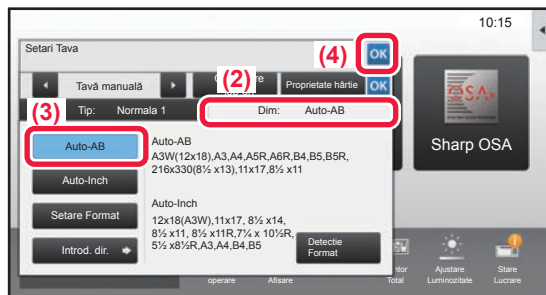 10:15
Setari Tava
(4)
OK
Tavă manuală
(2)
Proprietate hârtie
OK
(3)
Tip: Normala 1
Dim: Auto-AB
Auto-AB
Auto-Inch
Setare Format
Introd. dir.
Auto-AB
A3W(12x18),A3,A4,A5R,A6R,B4,B5,B5R,
216x330(8½ x13),11x17,8½ x11
Auto-Inch
12x18(A3W),11x17, 8½ x14,
8½ x11, 8½ x11R,7¼ x 10½R,
5½ x8½R,A3,A4,B4,B5
Detectie
Format
Sharp OSA
operare
Afisare
Total
Ajustare
Luminozitate
Stare
Lucrare